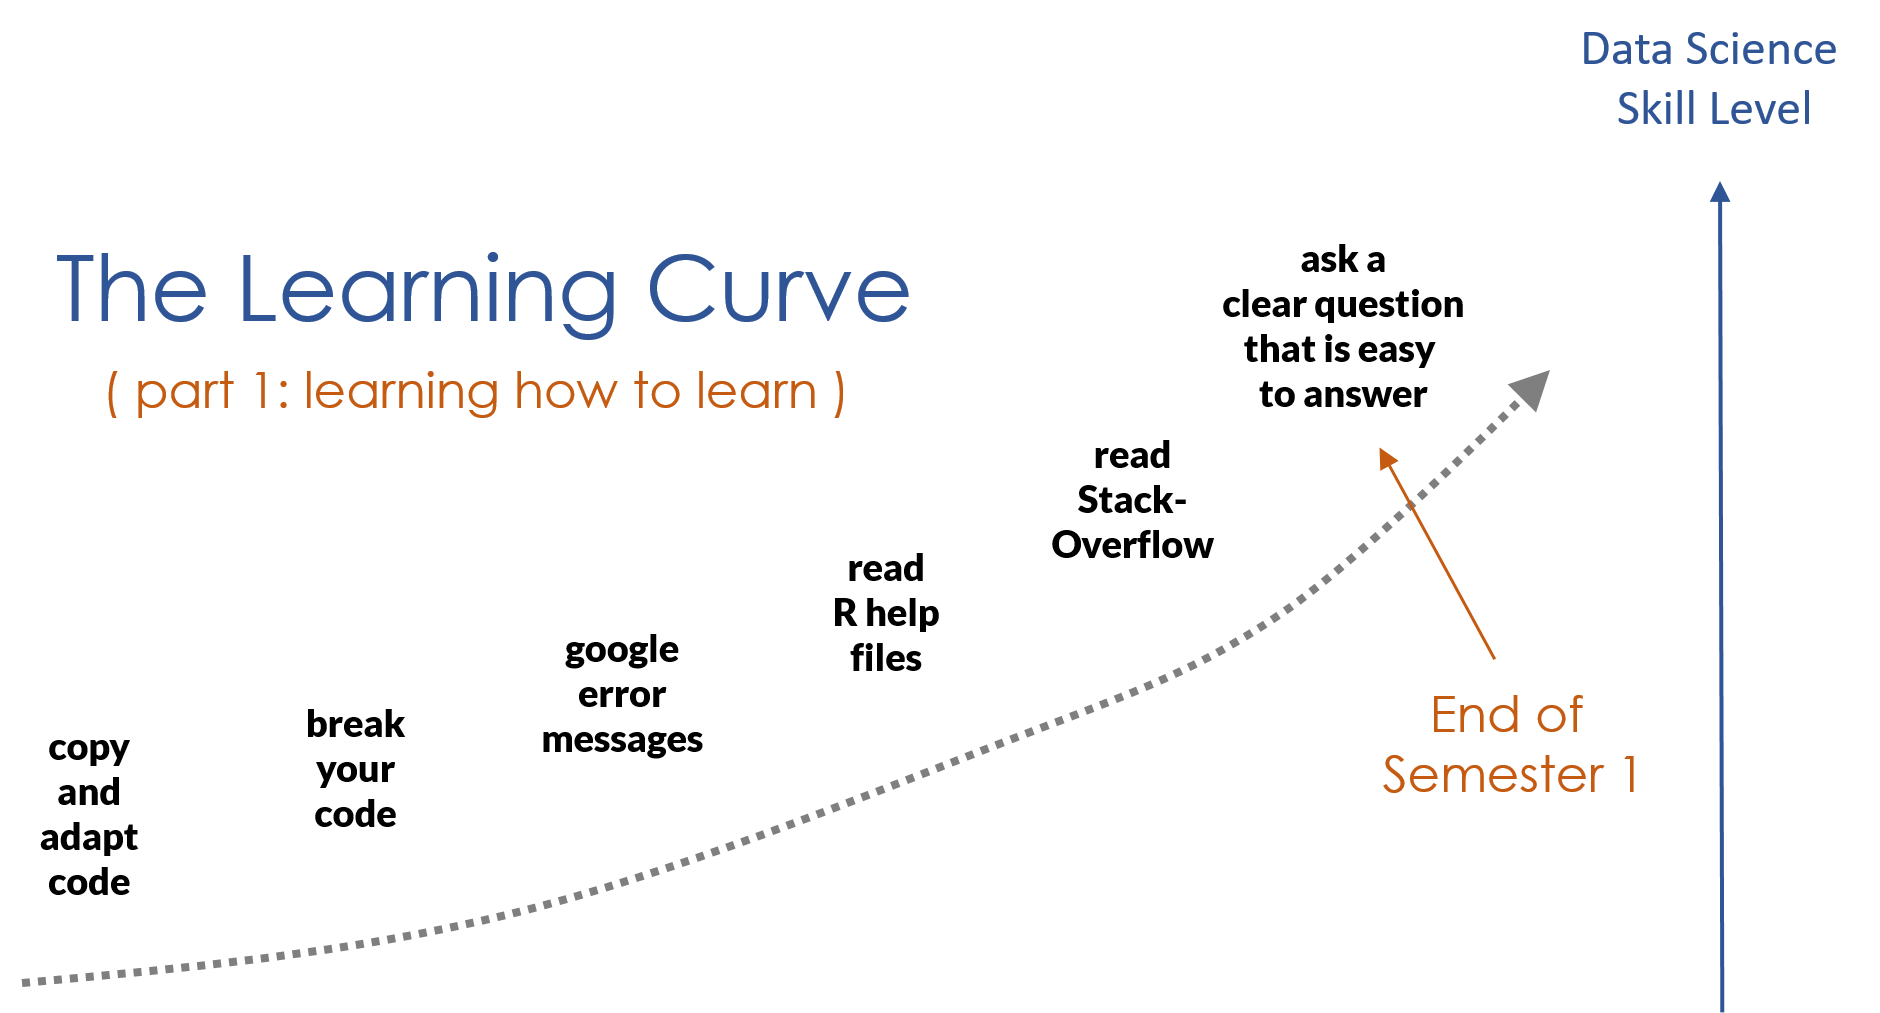 Data Science
Skill Level
The Learning Curve
( part 1: learning how to learn )
copy
and
adapt
code
break
your
code
google
error
messages
read
R help
files
read
Stack-
Overflow
ask a
clear question
that is easy
to answer
End of
Semester 1